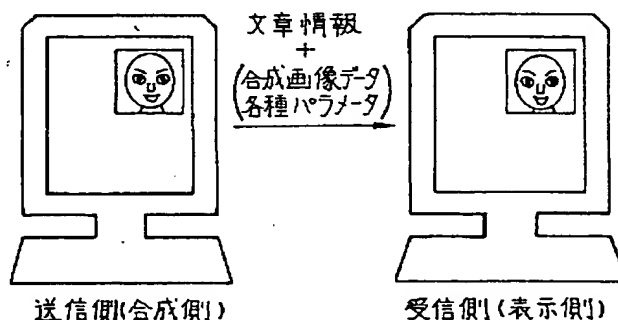 文章情報
+
(合成画像データ
各種パラメータ)
送信側(合成側)
受信側(表示側)